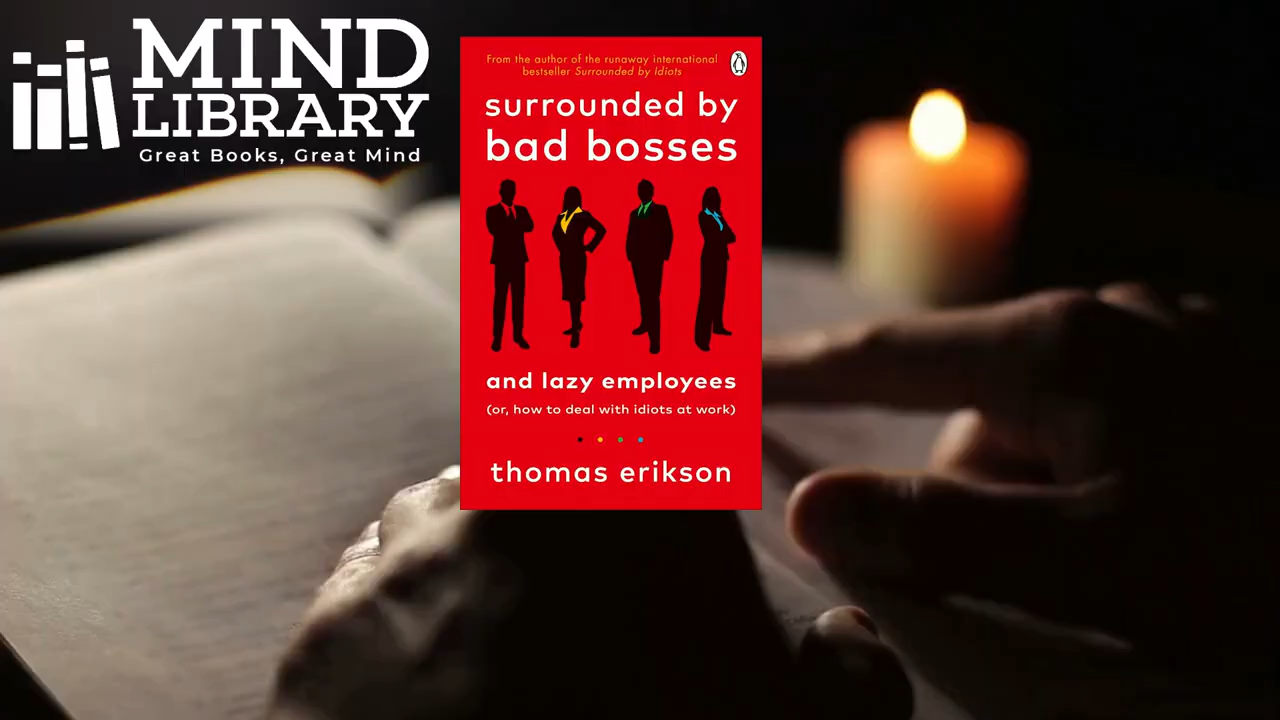 MIND
LIBRARY
Great Books, Great Mind
From the author of the runaway international
bestseller Surrounded by Idiots
surrounded by
bad bosses
and lazy employees
(or, how to deal with idiots at work)
thomas erikson